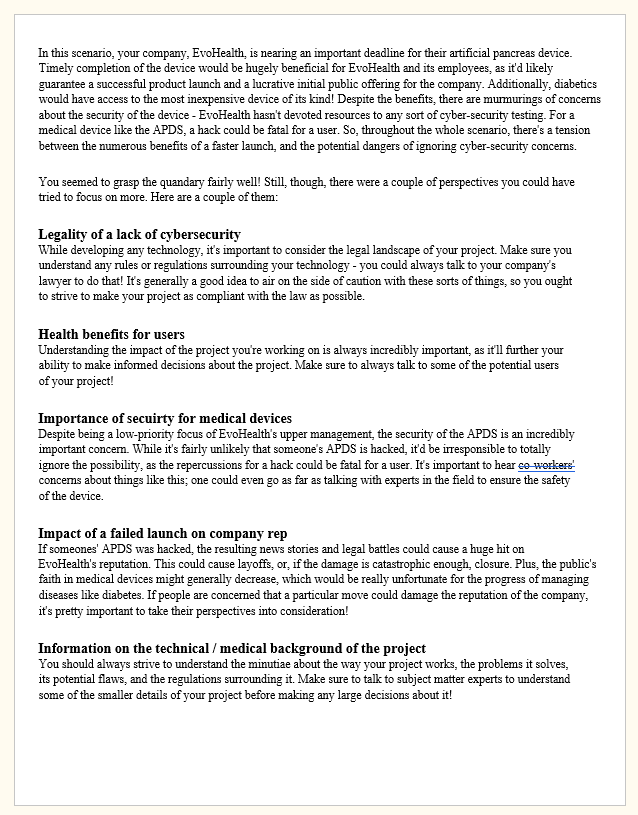 In this scenario, your company, EvoHealth, is nearing an important deadline for their artificial pancreas device.
Timely completion of the device would be hugely beneficial for EvoHealth and its employees, as it'd likely
guarantee a successful product launch and a lucrative initial public offering for the company. Additionally, diabetics
would have access to the most inexpensive device of its kind! Despite the benefits, there are murmurings of concerns
about the security of the device - EvoHealth hasn't devoted resources to any sort of cyber-security testing. For a
medical device like the APDS, a hack could be fatal for a user. So, throughout the whole scenario, there's a tension
between the numerous benefits of a faster launch, and the potential dangers of ignoring cyber-security concerns.
You seemed to grasp the quandary fairly well! Still, though, there were a couple of perspectives you could have
tried to focus on more. Here are a couple of them:
Legality of a lack of cybersecurity
While developing any technology, it's important to consider the legal landscape of your project. Make sure you
understand any rules or regulations surrounding your technology - you could always talk to your company's
lawyer to do that! It's generally a good idea to air on the side of caution with these sorts of things, so you ought
to strive to make your project as compliant with the law as possible.
Health benefits for users
Understanding the impact of the project you're working on is always incredibly important, as it'll further your
ability to make informed decisions about the project. Make sure to always talk to some of the potential users
of your project!
Importance of secuirty for medical devices
Despite being a low-priority focus of EvoHealth's upper management, the security of the APDS is an incredibly
important concern. While it's fairly unlikely that someone's APDS is hacked, it'd be irresponsible to totally
ignore the possibility, as the repercussions for a hack could be fatal for a user. It's important to hear co-workers'
concerns about things like this; one could even go as far as talking with experts in the field to ensure the safety
of the device.
Impact of a failed launch on company rep
If someones' APDS was hacked, the resulting news stories and legal battles could cause a huge hit on
EvoHealth's reputation. This could cause layoffs, or, if the damage is catastrophic enough, closure. Plus, the public's
faith in medical devices might generally decrease, which would be really unfortunate for the progress of managing
diseases like diabetes. If people are concerned that a particular move could damage the reputation of the company,
it's pretty important to take their perspectives into consideration!
Information on the technical / medical background of the project
You should always strive to understand the minutiae about the way your project works, the problems it solves,
its potential flaws, and the regulations surrounding it. Make sure to talk to subject matter experts to understand
some of the smaller details of your project before making any large decisions about it!